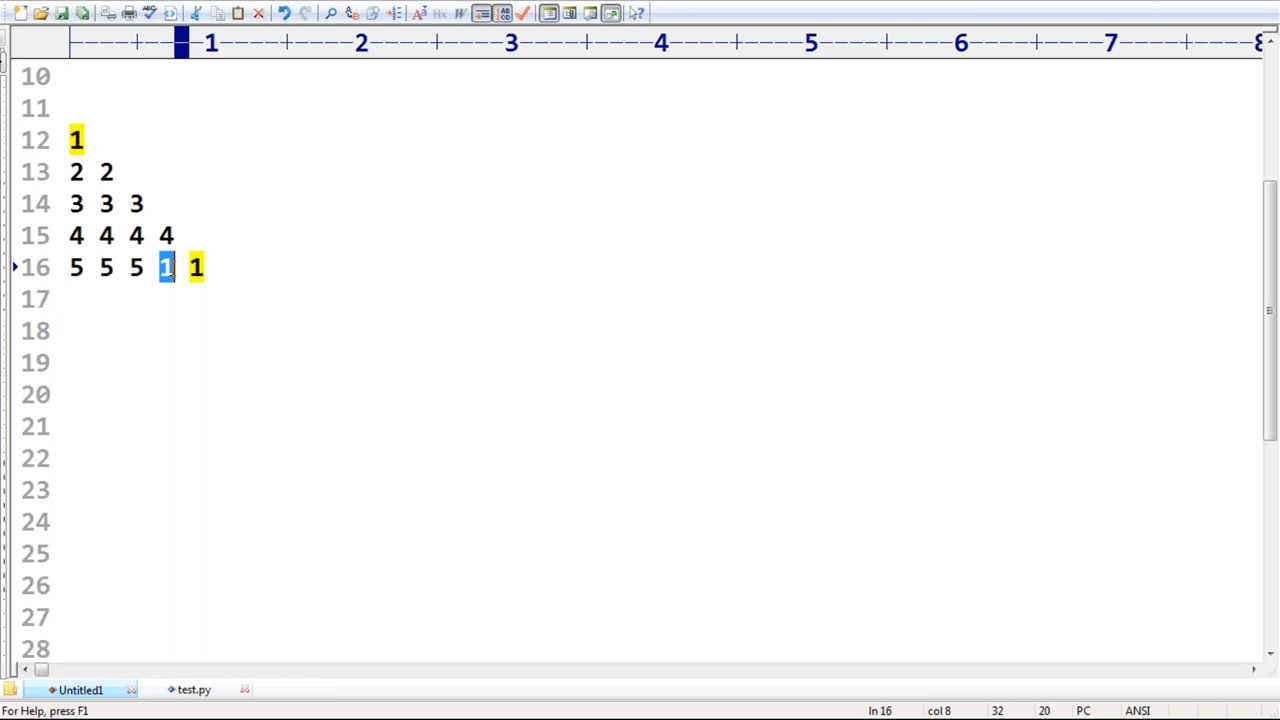 1 2 3 4 5 6 7 8
10
11
12 1
13 2 2
14 3 3 3
15 4 4 4 4
16 5 5 5 1 1
17
18
19
20
21
22
23
24
25
26
27
28
Untitled1 test.py
For Help, press F1 ln 16 col 8 32 20 PC ANSI